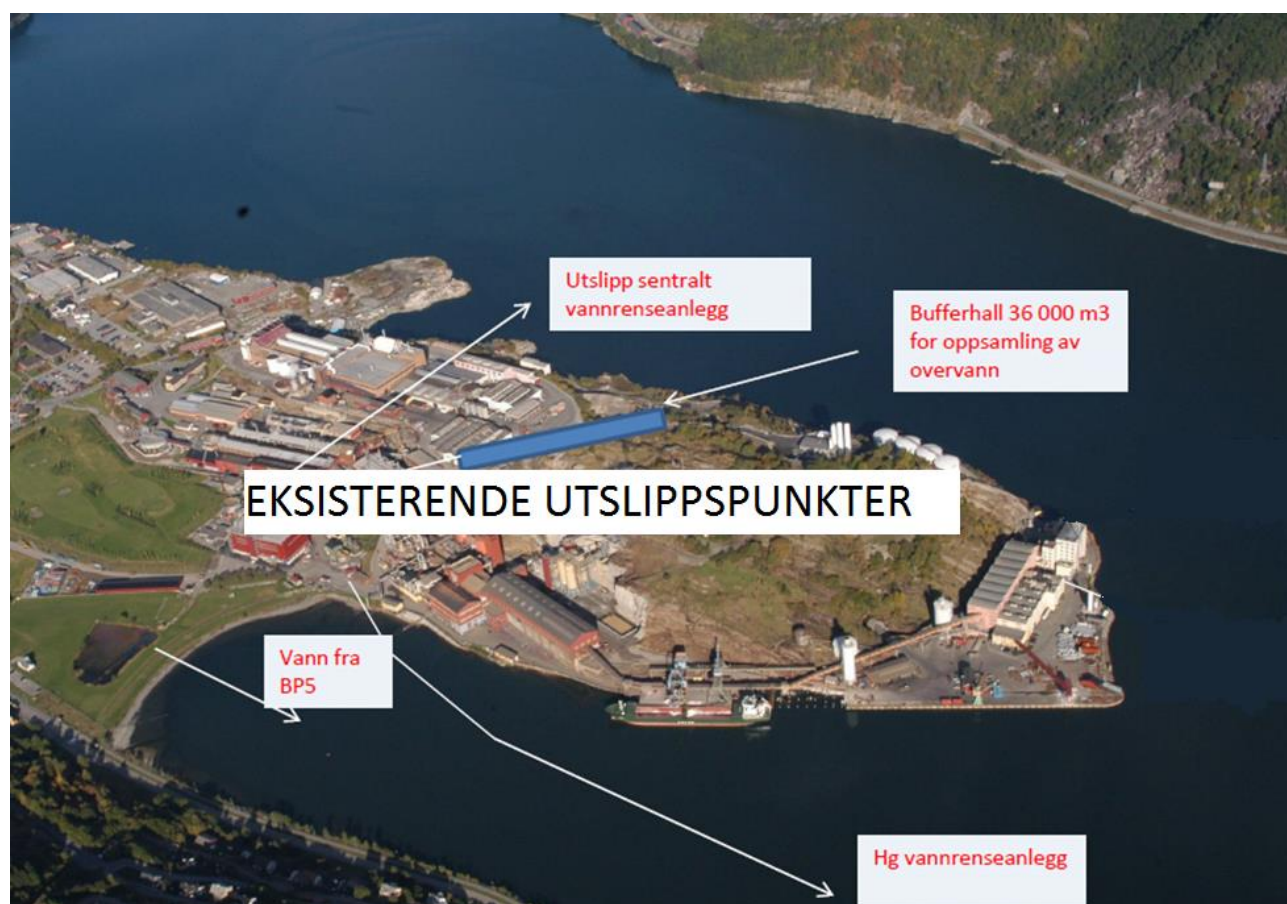 Utslipp sentralt
vannrenseanlegg
Bufferhall 36 000 m3
for oppsamling av
overvann
EKSISTERENDE UTSLIPPSPUNKTER
Vann fra
BP5
Hg vannrenseanlegg